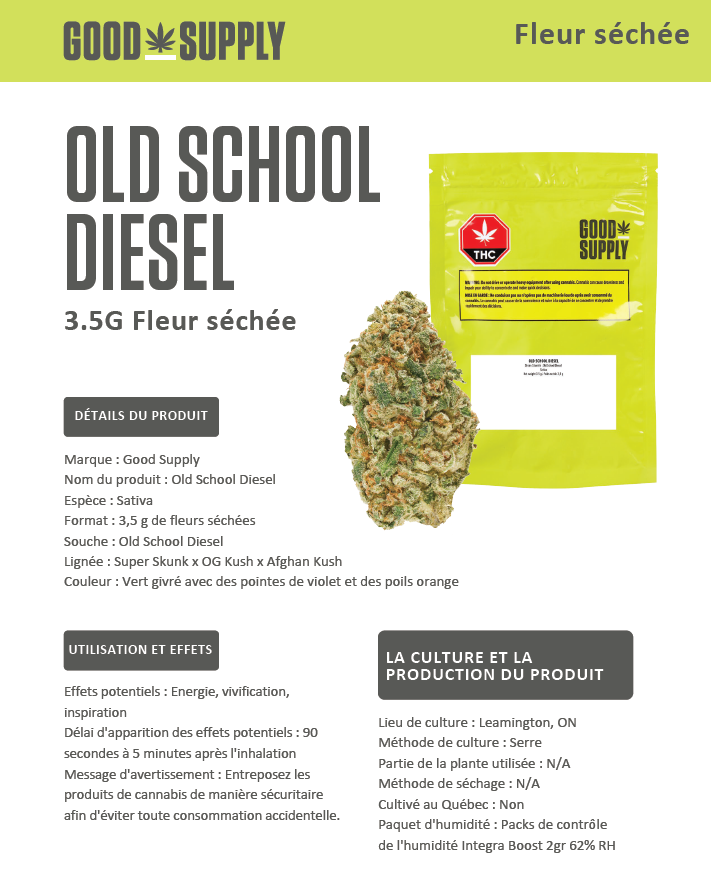 GOOD SUPPLY
Fleur séchée
OLD SCHOOL
DIESEL
3.5G Fleur séchée
THC
GOOD
SUPPLY
OLD SCHOOL DIESEL
DÉTAILS DU PRODUIT
Marque : Good Supply
Nom du produit : Old School Diesel
Espèce : Sativa
Format : 3,5 g de fleurs séchées
Souche : Old School Diesel
Lignée : Super Skunk x OG Kush x Afghan Kush
Couleur : Vert givré avec des pointes de violet et des poils orange
UTILISATION ET EFFETS
Effets potentiels : Energie, vivification,
inspiration
Délai d'apparition des effets potentiels : 90
secondes à 5 minutes après l'inhalation
Message d'avertissement : Entreposez les
produits de cannabis de manière sécuritaire
afin d'éviter toute consommation accidentelle.
LA CULTURE ET LA
PRODUCTION DU PRODUIT
Lieu de culture : Leamington, ON
Méthode de culture : Serre
Partie de la plante utilisée : N/A
Méthode de séchage : N/A
Cultivé au Québec : Non
Paquet d'humidité : Packs de contrôle
de l'humidité Integra Boost 2gr 62% RH